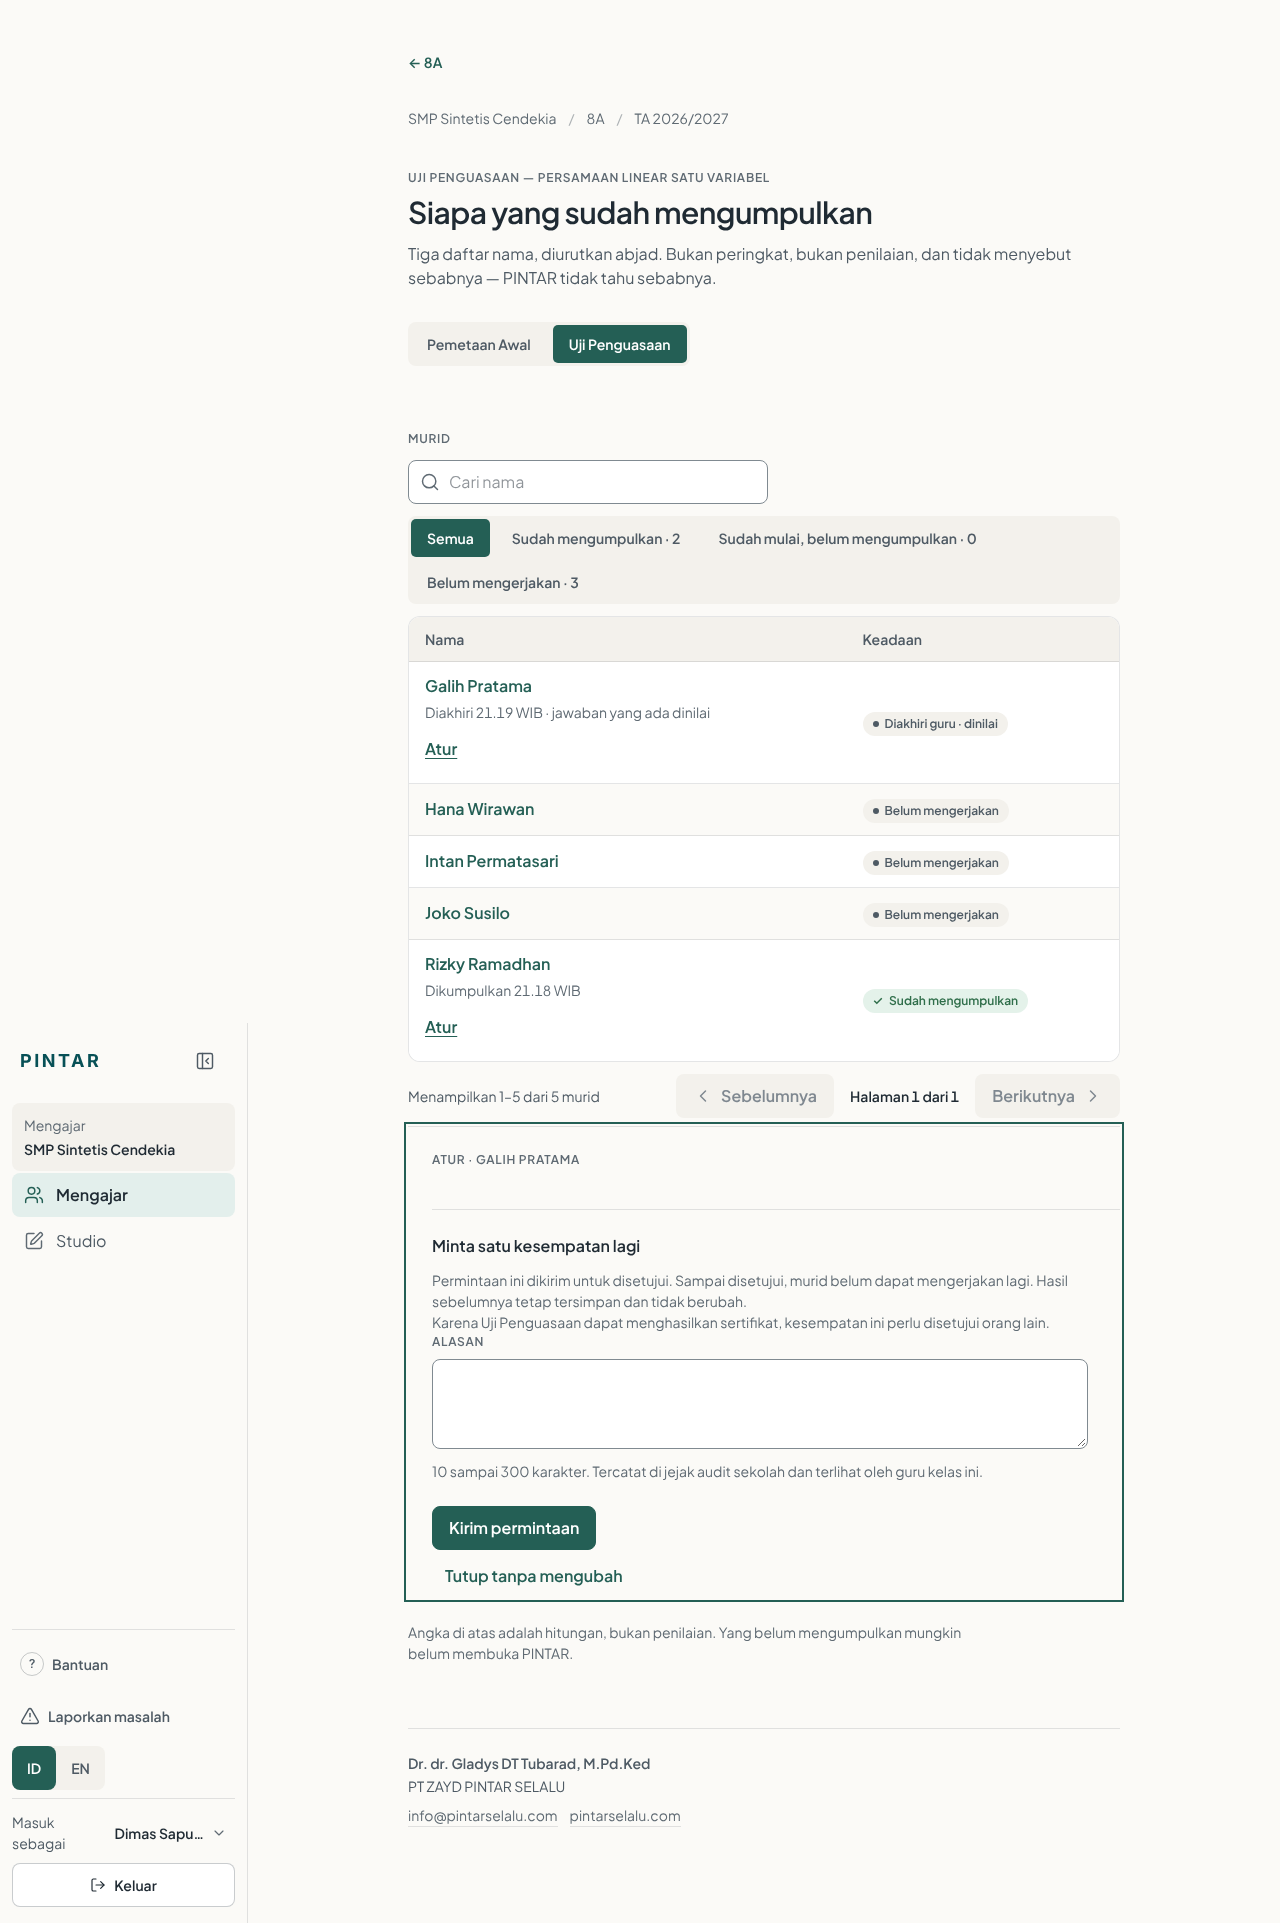 ← 8A
SMP Sintetis Cendekia / 8A / TA 2026/2027
UJI PENGUASAAN — PERSAMAAN LINEAR SATU VARIABEL
Siapa yang sudah mengumpulkan
Tiga daftar nama, diurutkan abjad. Bukan peringkat, bukan penilaian, dan tidak menyebut
sebabnya — PINTAR tidak tahu sebabnya.
Pemetaan Awal
Uji Penguasaan
MURID
Cari nama
Semua
Sudah mengumpulkan · 2
Sudah mulai, belum mengumpulkan · 0
Belum mengerjakan · 3
Nama
Keadaan
Galih Pratama
Diakhiri 21.19 WIB · jawaban yang ada dinilai
Atur
Diakhiri guru · dinilai
Hana Wirawan
Belum mengerjakan
Intan Permatasari
Belum mengerjakan
Joko Susilo
Belum mengerjakan
Rizky Ramadhan
Dikumpulkan 21.18 WIB
Atur
Sudah mengumpulkan
Menampilkan 1–5 dari 5 murid
Sebelumnya
Halaman 1 dari 1
Berikutnya
ATUR · GALIH PRATAMA
Minta satu kesempatan lagi
Permintaan ini dikirim untuk disetujui. Sampai disetujui, murid belum dapat mengerjakan lagi. Hasil
sebelumnya tetap tersimpan dan tidak berubah.
Karena Uji Penguasaan dapat menghasilkan sertifikat, kesempatan ini perlu disetujui orang lain.
ALASAN
10 sampai 300 karakter. Tercatat di jejak audit sekolah dan terlihat oleh guru kelas ini.
Kirim permintaan
Tutup tanpa mengubah
Angka di atas adalah hitungan, bukan penilaian. Yang belum mengumpulkan mungkin
belum membuka PINTAR.
Dr. dr. Gladys DT Tubarad, M.Pd.Ked
PT ZAYD PINTAR SELALU
info@pintarselalu.com pintarselalu.com
PINTAR
Mengajar
SMP Sintetis Cendekia
Mengajar
Studio
? Bantuan
Laporkan masalah
ID
EN
Masuk
sebagai
Dimas Sapu…
Keluar